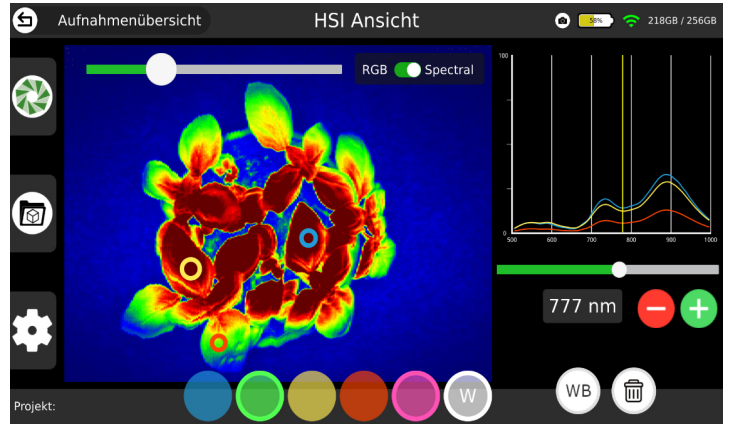 Aufnahmenübersicht
HSI Ansicht
58%
218GB / 256GB
RGB
Spectral
100
0
500 600 700 800 900 1000
777 nm
WB
W
Projekt: